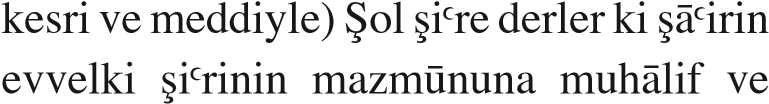 kesri ve meddiyle) Şol şiʿre derler ki şāʿirin
evvelki şiʿrinin mazmūnuna muhālif ve